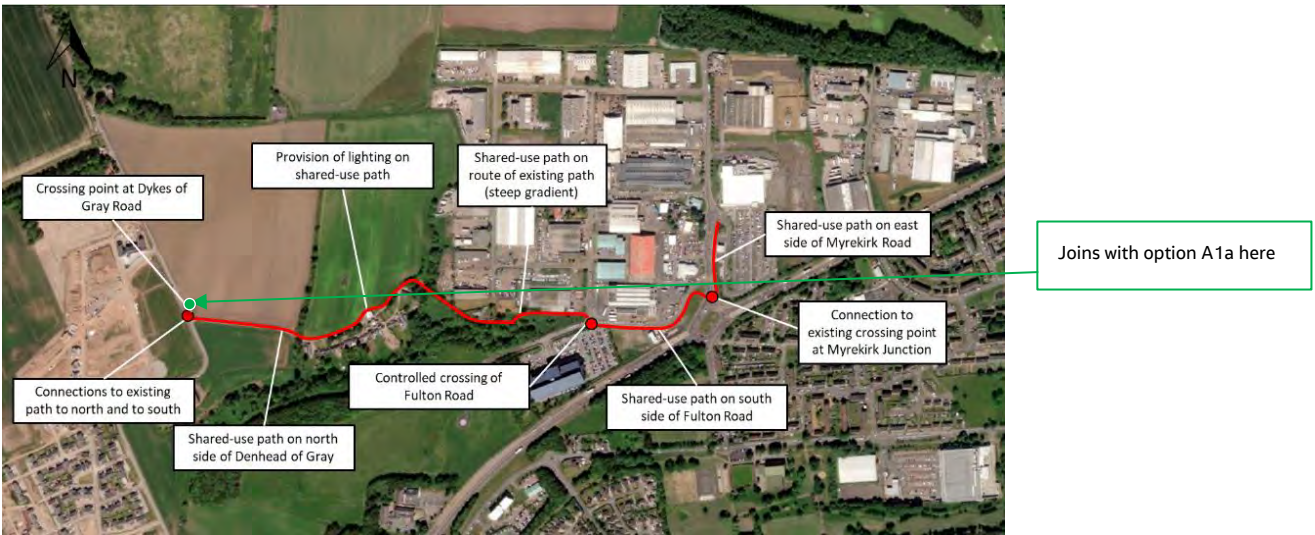 N
Crossing point at Dykes of
Gray Road
Provision of lighting on
shared-use path
Shared-use path on
route of existing path
(steep gradient)
Shared-use path on east
side of Myrekirk Road
Joins with option A1a here
Connections to existing
path to north and to south
Shared-use path on north
side of Denhead of Gray
Controlled crossing of
Fulton Road
Shared-use path on south
side of Fulton Road
Connection to
existing crossing point
at Myrekirk Junction